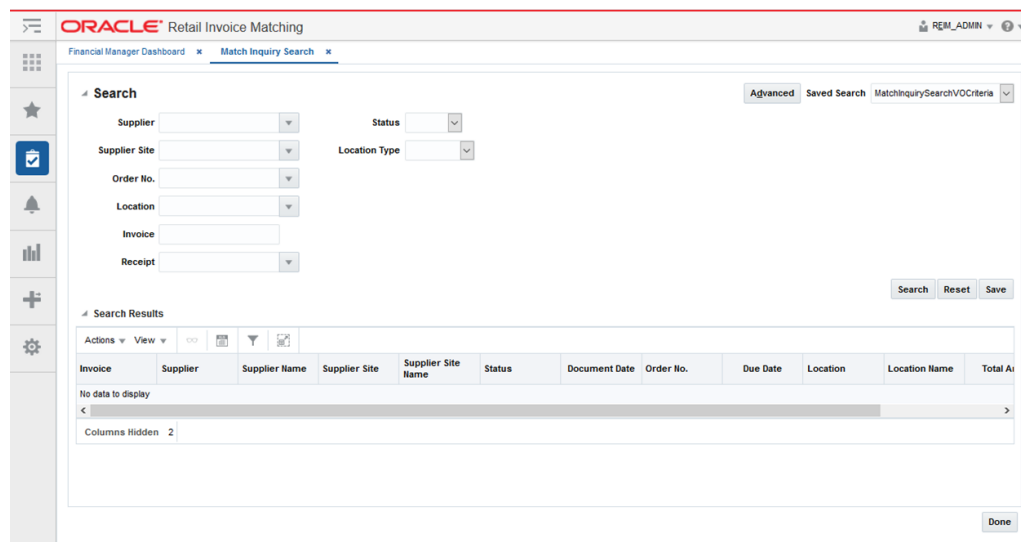 ORACLE® Retail Invoice Matching
REIM_ADMIN
Financial Manager Dashboard × Match Inquiry Search ×
Search
Advanced Saved Search MatchInquirySearchVOCriteria
Supplier Status
Supplier Site Location Type
Order No.
Location
Invoice
Receipt
Search Reset Save
Search Results
Actions View
Invoice Supplier Supplier Name Supplier Site Supplier Site Name Status Document Date Order No. Due Date Location Location Name Total
No data to display
Columns Hidden 2
Done